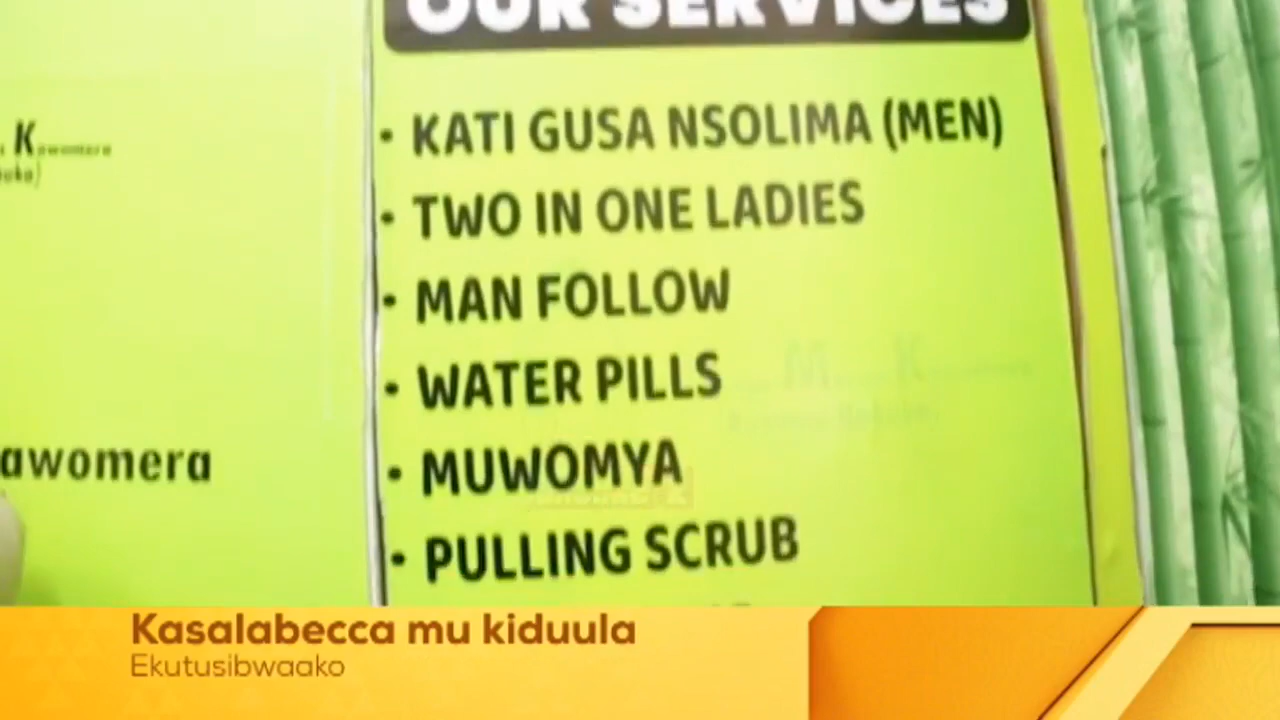 OUR SERVICES
• KATI GUSA NSOLIMA (MEN)
• TWO IN ONE LADIES
• MAN FOLLOW
• WATER PILLS
• MUWOMYA
• PULLING SCRUB
K
awomera
Kasalabecca mu kiduula
Ekutusibwaako